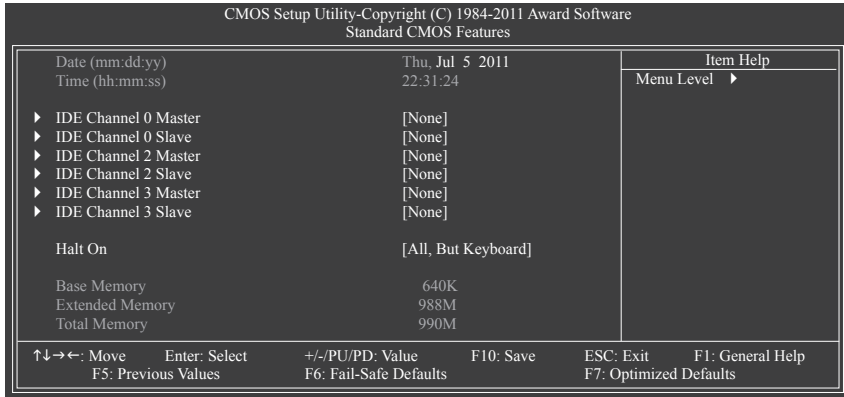 CMOS Setup Utility-Copyright (C) 1984-2011 Award Software
Standard CMOS Features
Date (mm:dd:yy) Thu, Jul 5 2011
Time (hh:mm:ss) 22:31:24
IDE Channel 0 Master [None]
IDE Channel 0 Slave [None]
IDE Channel 2 Master [None]
IDE Channel 2 Slave [None]
IDE Channel 3 Master [None]
IDE Channel 3 Slave [None]
Halt On [All, But Keyboard]
Base Memory 640K
Extended Memory 988M
Total Memory 990M
Item Help
Menu Level
↑↓→←: Move Enter: Select +/-/PU/PD: Value F10: Save ESC: Exit F1: General Help
F5: Previous Values F6: Fail-Safe Defaults F7: Optimized Defaults